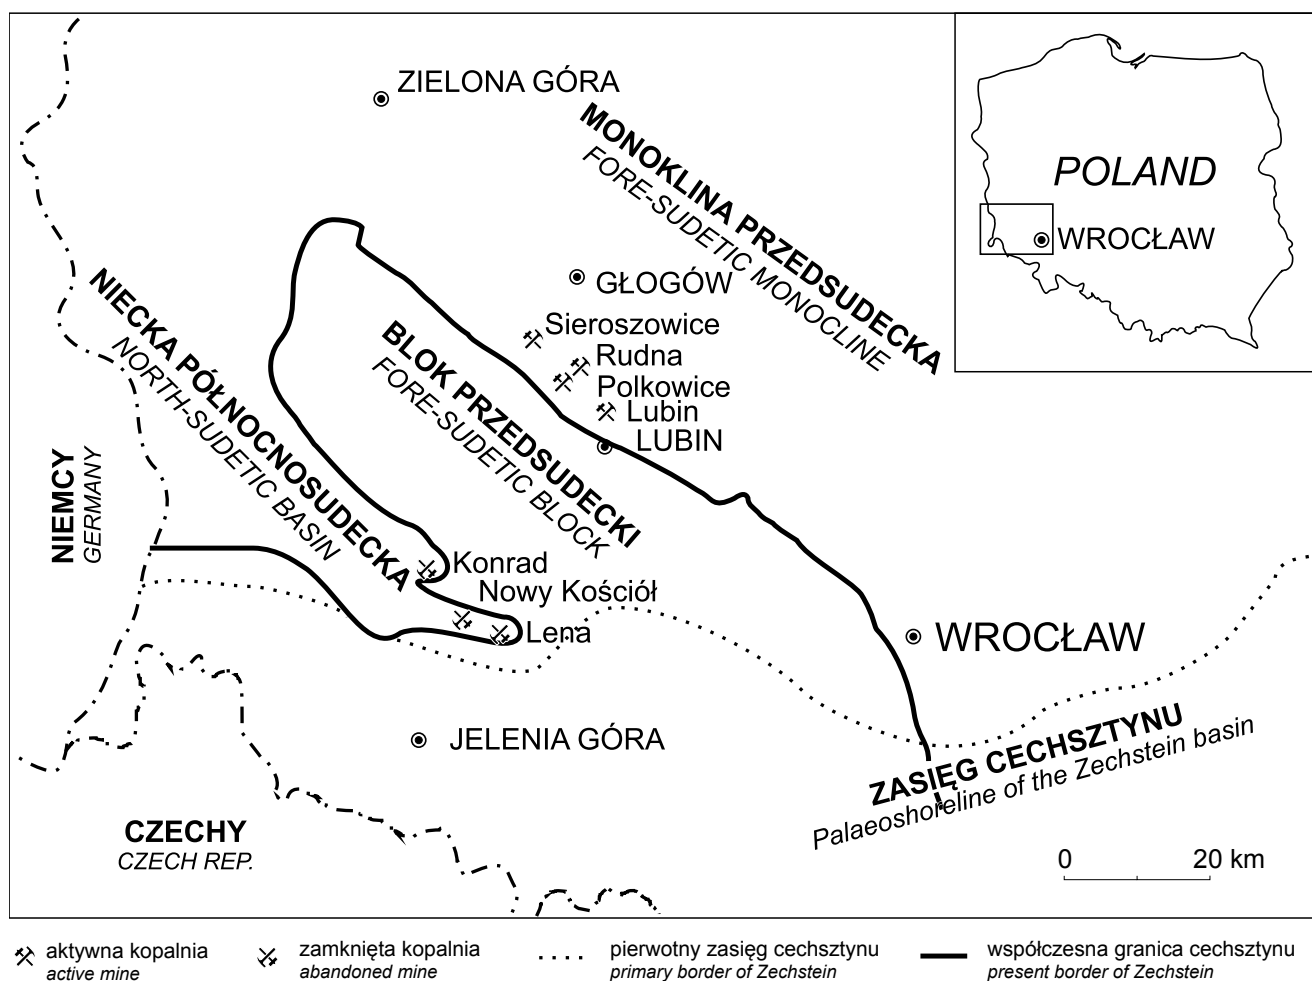 ZIELONA GÓRA
MONOKLINA PRZEDSUDECKA
FORE-SUDETIC MONOCLINE
POLAND
WROCŁAW
GŁOGÓW
Sieroszowice
Rudna
Polkowice
Lubin
LUBIN
NIECKA PÓŁNOCNOSUDECKA
NORTH-SUDETIC BASIN
BLOK PRZEDSUDECKI
FORE-SUDETIC BLOCK
NIEMCY
GERMANY
Konrad
Nowy Kościół
Lena
WROCŁAW
JELENIA GÓRA
ZASIĘG CECHSZTYNU
Palaeoshoreline of the Zechstein basin
CZECHY
CZECH REP.
0 20 km
aktywna kopalnia
active mine
zamknięta kopalnia
abandoned mine
pierwotny zasięg cechsztynu
primary border of Zechstein
współczesna granica cechsztynu
present border of Zechstein